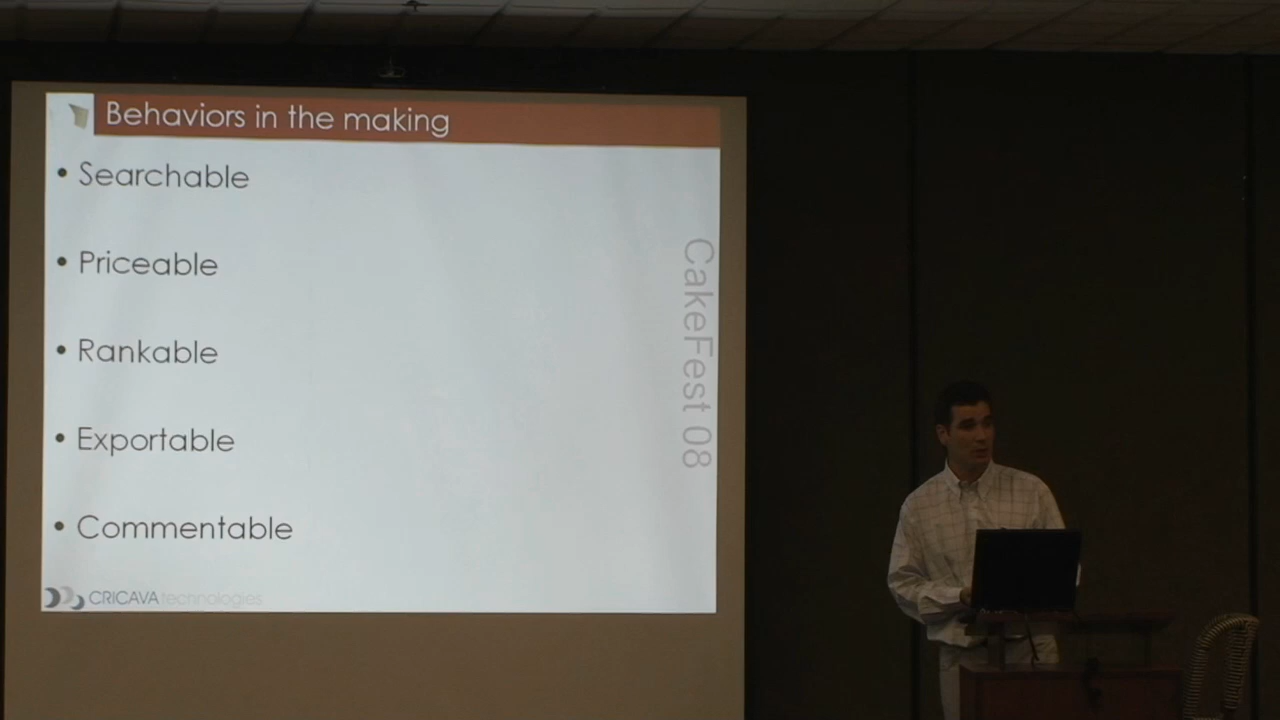 Behaviors in the making
• Searchable
• Priceable
• Rankable
• Exportable
• Commentable
CakeFest 08
CRICAVA technologies